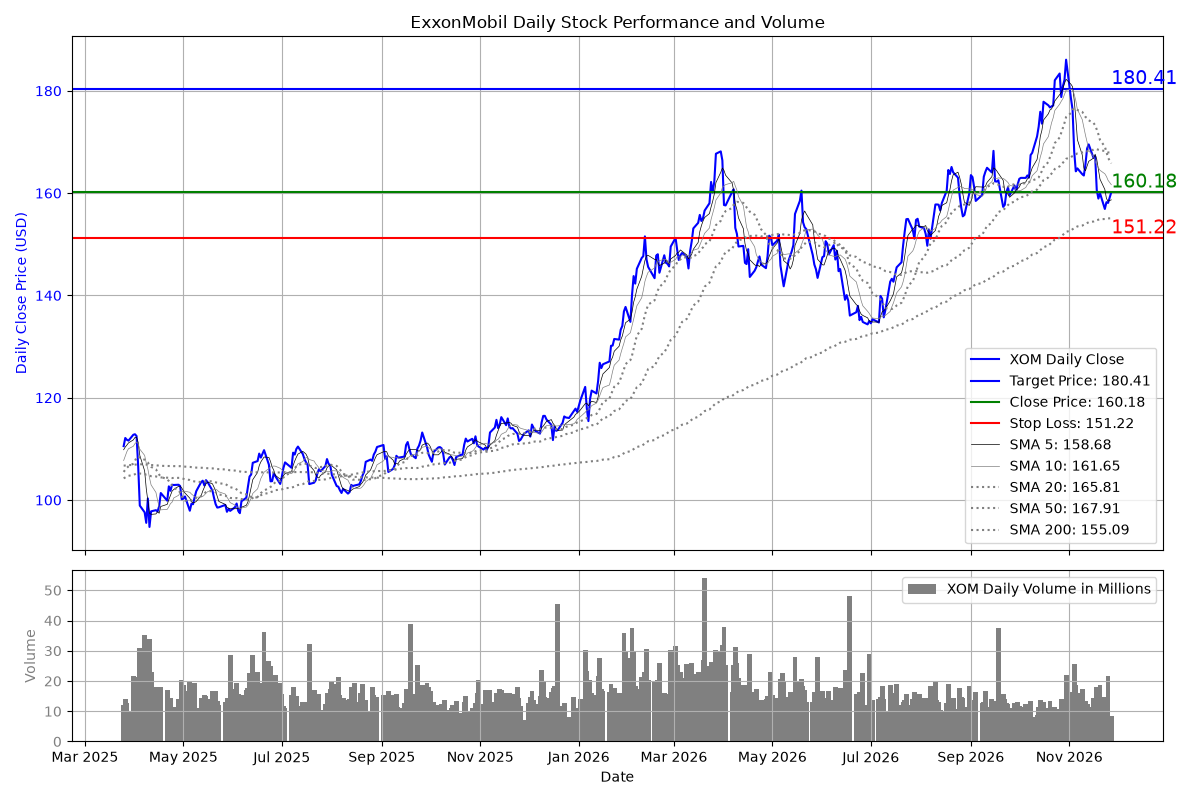 ExxonMobil Daily Stock Performance and Volume
Daily Close Price (USD)
180
160
140
120
100
180.41
160.18
151.22
XOM Daily Close
Target Price: 180.41
Close Price: 160.18
Stop Loss: 151.22
SMA 5: 158.68
SMA 10: 161.65
SMA 20: 165.81
SMA 50: 167.91
SMA 200: 155.09
Volume
50
40
30
20
10
0
XOM Daily Volume in Millions
Mar 2025 May 2025 Jul 2025 Sep 2025 Nov 2025 Jan 2026 Mar 2026 May 2026 Jul 2026 Sep 2026 Nov 2026
Date